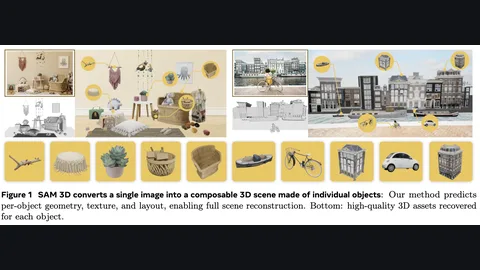 Figure 1 SAM 3D converts a single image into a composable 3D scene made of individual objects: Our method predicts
per-object geometry, texture, and layout, enabling full scene reconstruction. Bottom: high-quality 3D assets recovered
for each object.